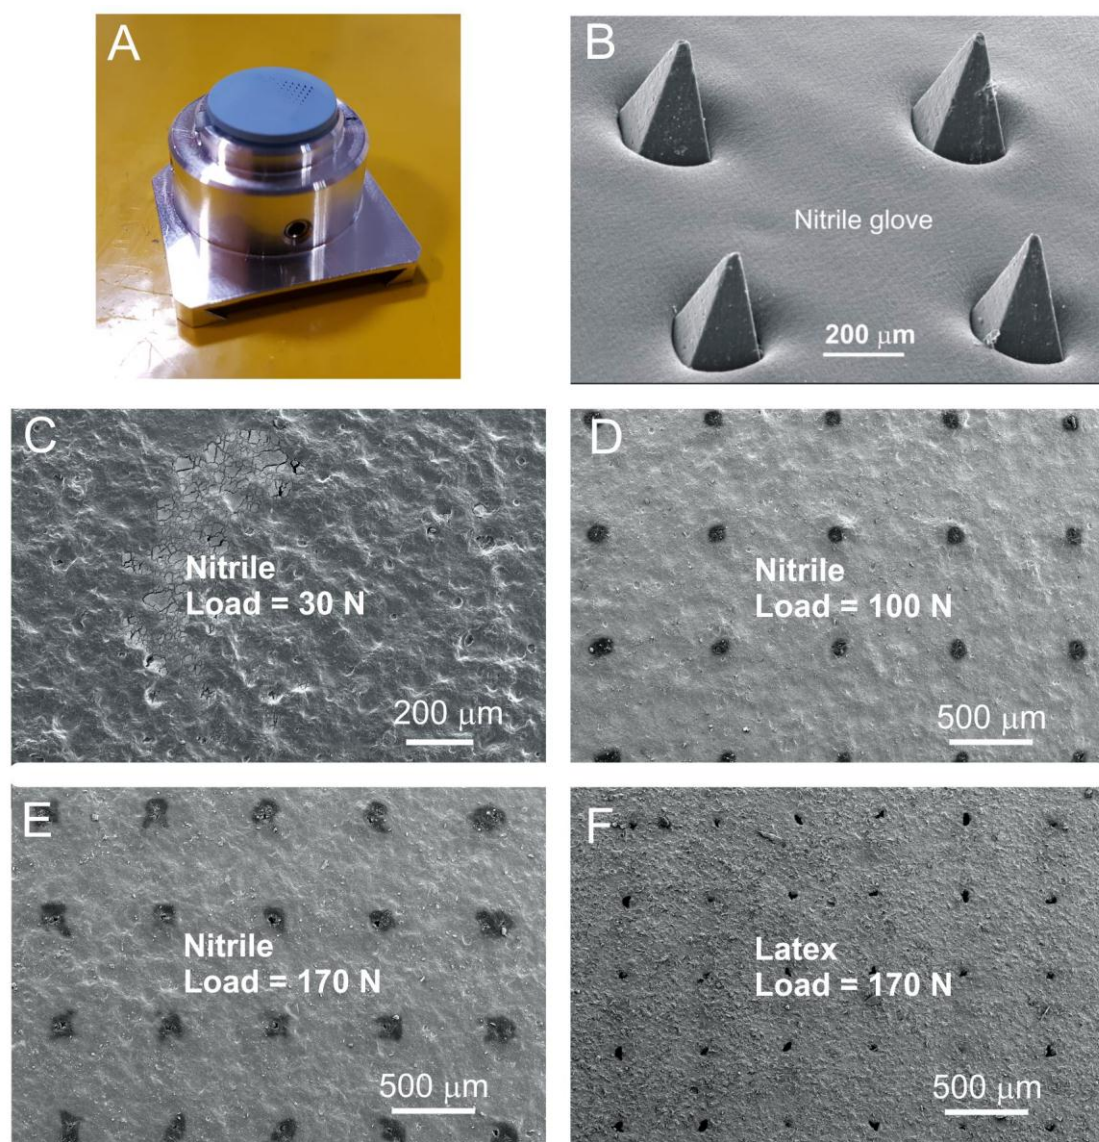 A
B
Nitrile glove
200 μm
C
Nitrile
Load = 30 N
200 μm
D
Nitrile
Load = 100 N
500 μm
E
Nitrile
Load = 170 N
500 μm
F
Latex
Load = 170 N
500 μm